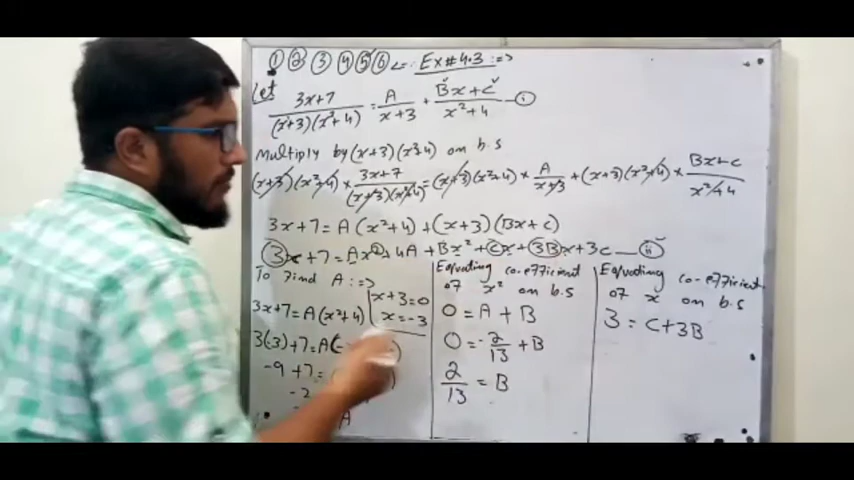 ① ② ③ ④ ⑤ ⑥ <= : Ex#4.3 :=>
Let
3x+7/(x+3)(x²+4) = A/x+3 + Bx+C/x²+4 — (i)
Multiply by (x+3)(x²+4) on b.s
(x+3)(x²+4) × 3x+7/(x+3)(x²+4) = (x+3)(x²+4) × A/x+3 + (x+3)(x²+4) × Bx+C/x²+4
3x+7 = A(x²+4) + (x+3)(Bx+C)
3x+7 = Ax²+4A+Bx²+Cx+3Bx+3C — (ii)
To Find A :=>
x+3=0
x=-3
3x+7=A(x²+4)
3(-3)+7=A(
-9+7=
-2
A
Equating co-efficient
of x² on b.s
0 = A + B
0 = -2/13 + B
2/13 = B
Equating co-efficient
of x on b.s
3 = C+3B